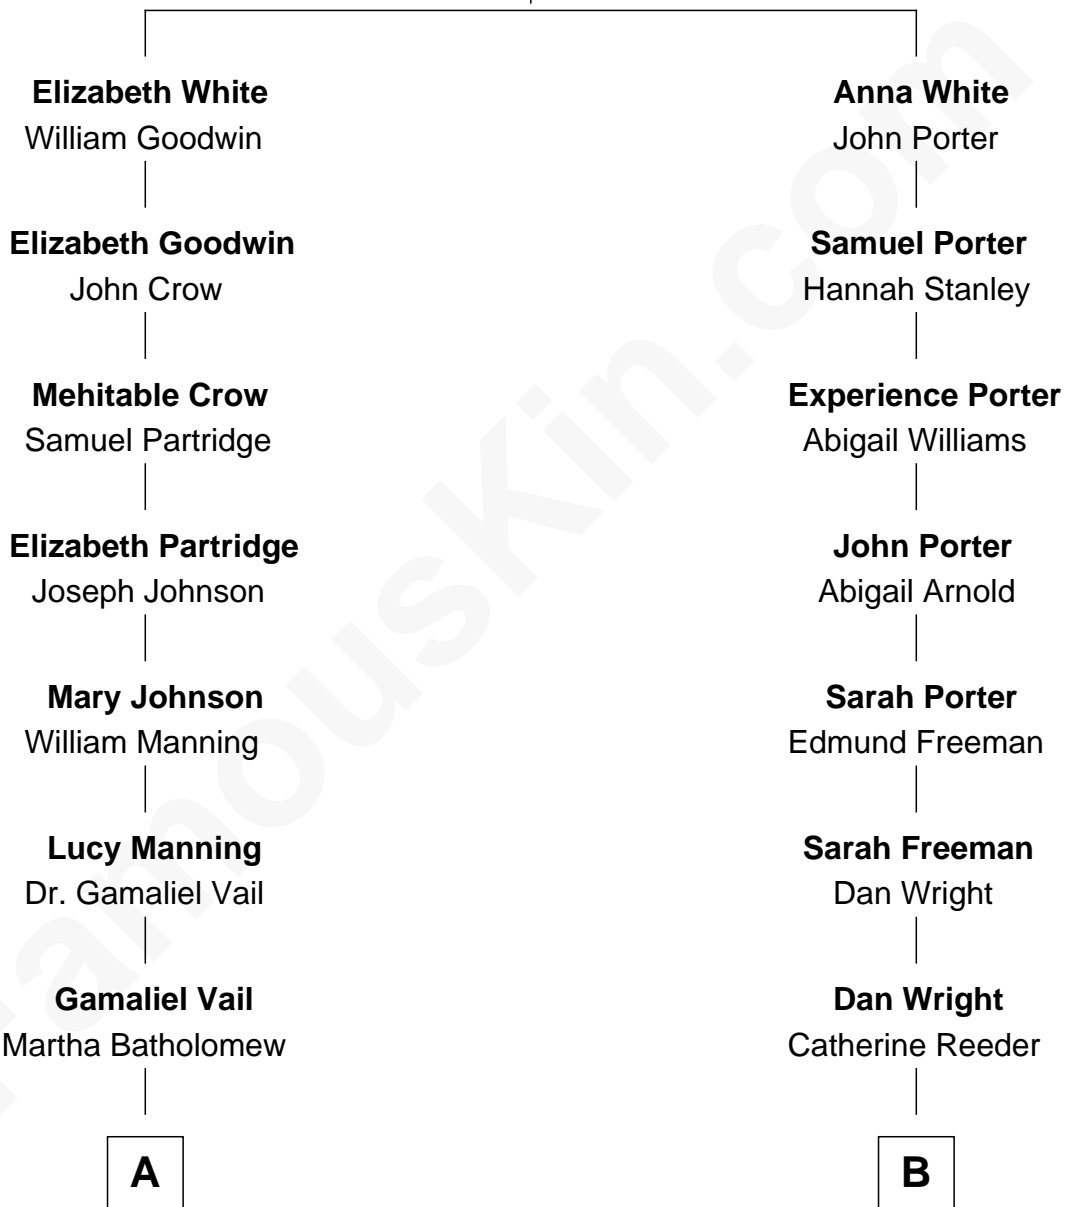 Elizabeth White
William Goodwin
Elizabeth Goodwin
John Crow
Mehitable Crow
Samuel Partridge
Elizabeth Partridge
Joseph Johnson
Mary Johnson
William Manning
Lucy Manning
Dr. Gamaliel Vail
Gamaliel Vail
Martha Batholomew
A
Anna White
John Porter
Samuel Porter
Hannah Stanley
Experience Porter
Abigail Williams
John Porter
Abigail Arnold
Sarah Porter
Edmund Freeman
Sarah Freeman
Dan Wright
Dan Wright
Catherine Reeder
B
FamousKin.com